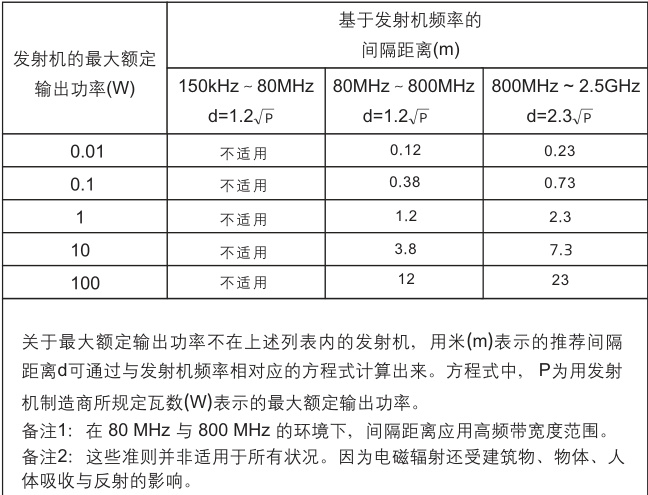 发射机的最大额定
输出功率(W)
基于发射机频率的
间隔距离(m)
150kHz ~ 80MHz
d=1.2√P
80MHz ~ 800MHz
d=1.2√P
800MHz ~ 2.5GHz
d=2.3√P
0.01 不适用 0.12 0.23
0.1 不适用 0.38 0.73
1 不适用 1.2 2.3
10 不适用 3.8 7.3
100 不适用 12 23
关于最大额定输出功率不在上述列表内的发射机，用米(m)表示的推荐间隔
距离d可通过与发射机频率相对应的方程式计算出来。方程式中， P为用发射
机制造商所规定瓦数(W)表示的最大额定输出功率。
备注1：在 80 MHz 与 800 MHz 的环境下，间隔距离应用高频带宽度范围。
备注2：这些准则并非适用于所有状况。因为电磁辐射还受建筑物、物体、人
体吸收与反射的影响。